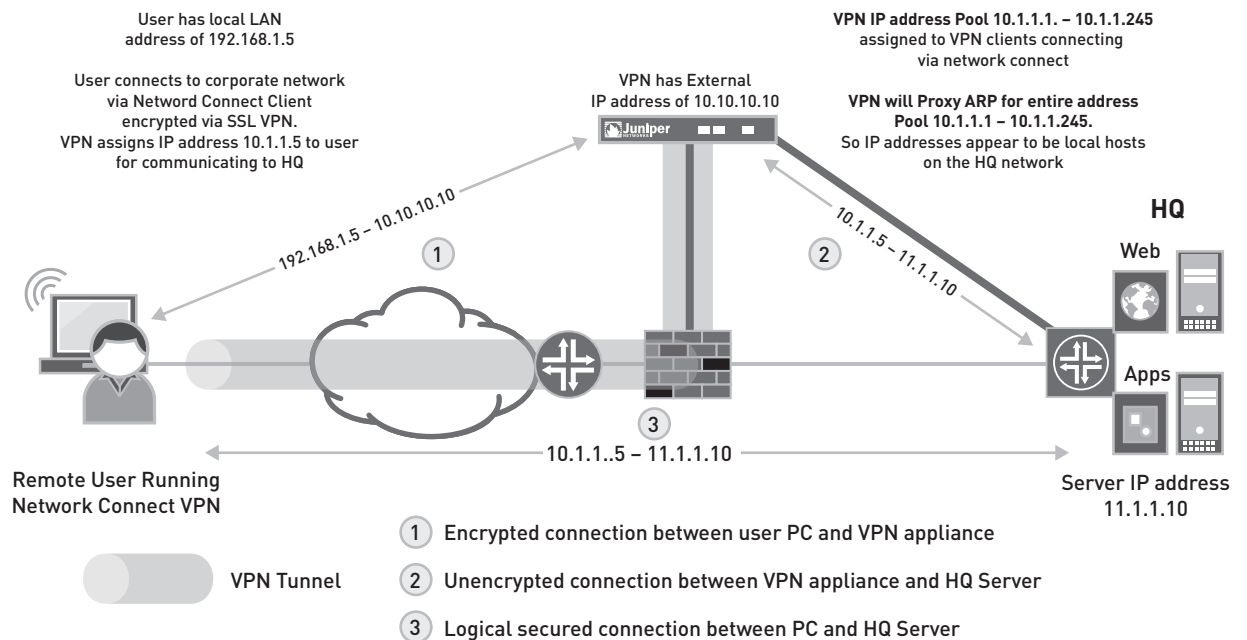 User has local LAN
address of 192.168.1.5
User connects to corporate network
via Netword Connect Client
encrypted via SSL VPN.
VPN assigns IP address 10.1.1.5 to user
for communicating to HQ
VPN has External
IP address of 10.10.10.10
Juniper
NETWORKS
VPN IP address Pool 10.1.1.1. – 10.1.1.245
assigned to VPN clients connecting
via network connect
VPN will Proxy ARP for entire address
Pool 10.1.1.1 – 10.1.1.245.
So IP addresses appear to be local hosts
on the HQ network
192.168.1.5 – 10.10.10.10
1
10.1.1.5 – 11.1.1.10
2
HQ
Web
Apps
3
10.1.1..5 – 11.1.1.10
Remote User Running
Network Connect VPN
Server IP address
11.1.1.10
VPN Tunnel
1 Encrypted connection between user PC and VPN appliance
2 Unencrypted connection between VPN appliance and HQ Server
3 Logical secured connection between PC and HQ Server